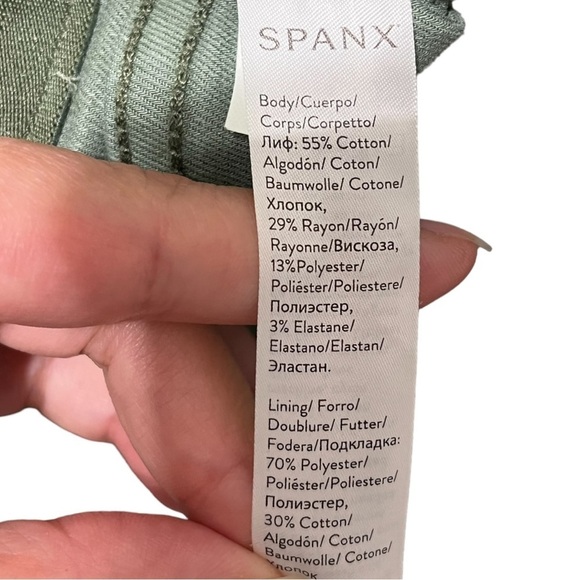 SPANX
Body/Cuerpo/
Corps/Corpetto/
Лиф: 55% Cotton/
Algodón/ Coton/
Baumwolle/ Cotone/
Хлопок,
29% Rayon/Rayón/
Rayonne/Вискоза,
13%Polyester/
Poliéster/Poliestere/
Полиэстер,
3% Elastane/
Elastano/Elastan/
Эластан.
Lining/ Forro/
Doublure/ Futter/
Fodera/Подкладка:
70% Polyester/
Poliéster/Poliestere/
Полиэстер,
30% Cotton/
Algodón/ Coton/
Baumwolle/ Cotone/
Хлопок